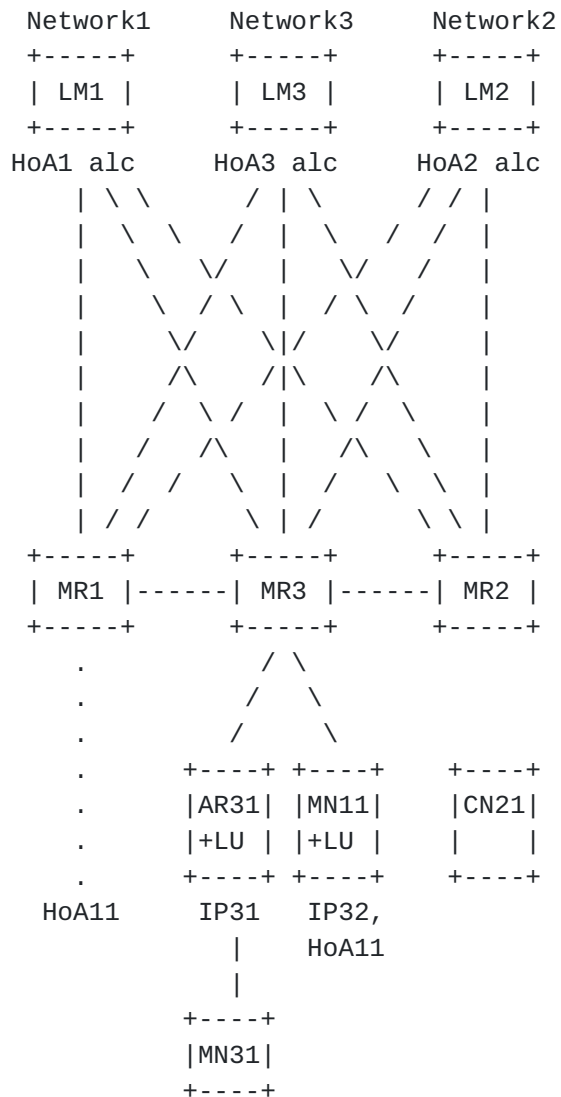 Network1 Network3 Network2
+-----+ +-----+ +-----+
| LM1 | | LM3 | | LM2 |
+-----+ +-----+ +-----+
HoA1 alc HoA3 alc HoA2 alc
| \ \ / | \ / / |
| \ \ / | \ / / |
| \ \/ | \/ / |
| \ / \ | / \ / |
| \/ \|/ \/ |
| /\ /|\ /\ |
| / \ / | \ / \ |
| / /\ | /\ \ |
| / / \ | / \ \ |
| / / \ | / \ \ |
+-----+ +-----+ +-----+
| MR1 |------| MR3 |------| MR2 |
+-----+ +-----+ +-----+
. / \
. / \
. / \
. +----+ +----+ +----+
. |AR31| |MN11| |CN21|
. |+LU | |+LU | | |
. +----+ +----+ +----+
HoA11 IP31 IP32,
| HoA11
|
+----+
|MN31|
+----+